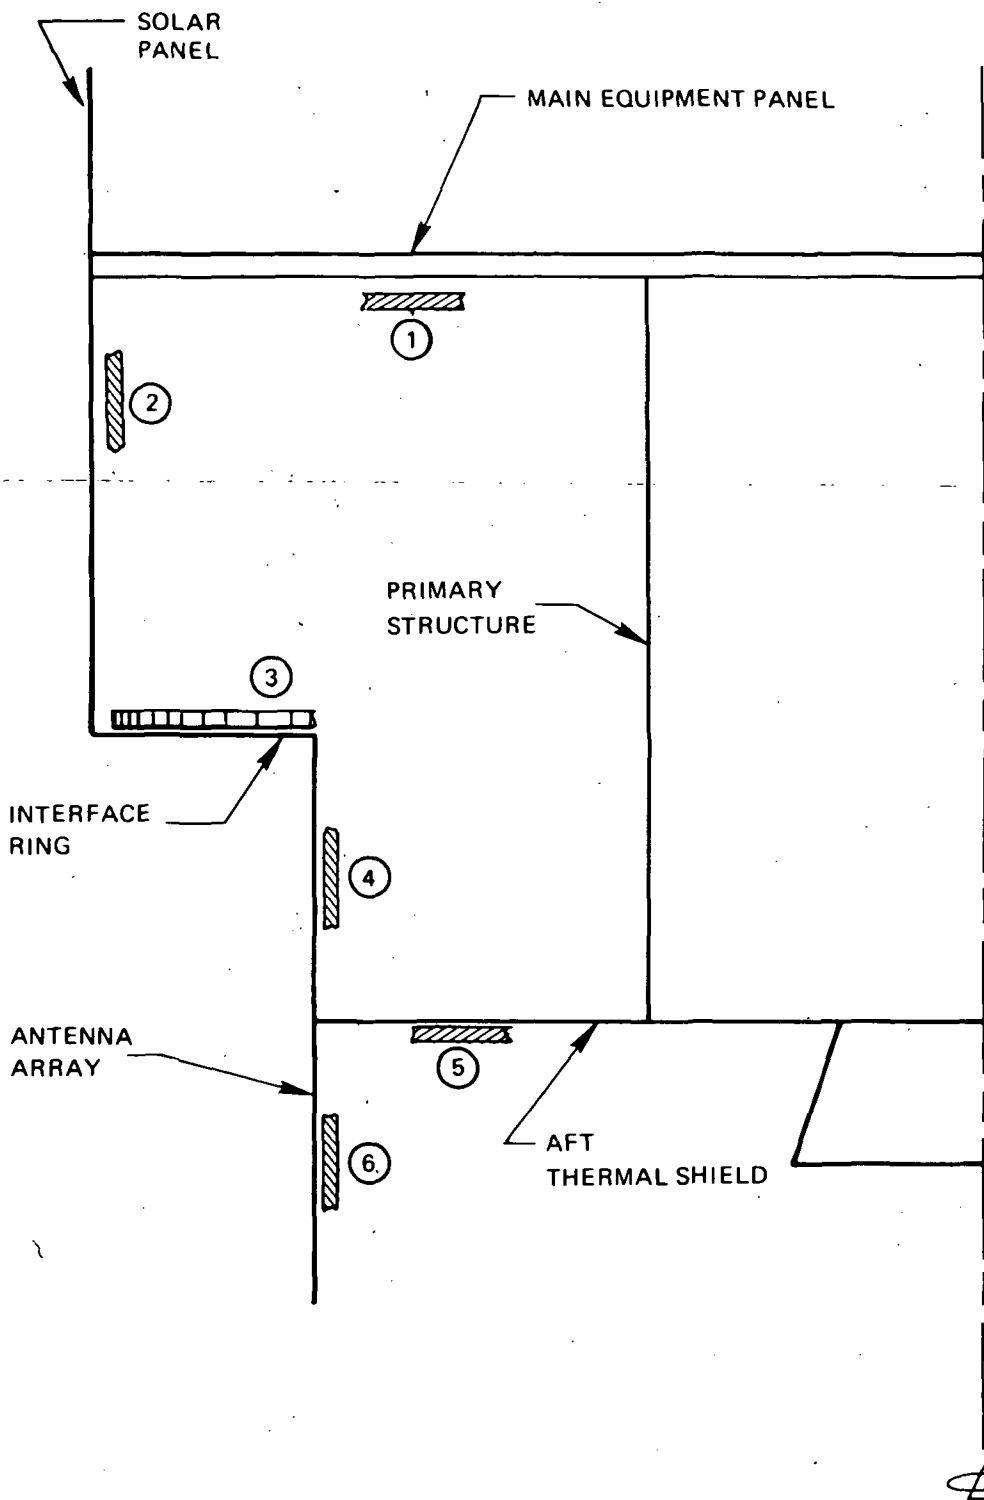 SOLAR
PANEL
MAIN EQUIPMENT PANEL
1
2
PRIMARY
STRUCTURE
3
INTERFACE
RING
4
ANTENNA
ARRAY
5
AFT
THERMAL SHIELD
6